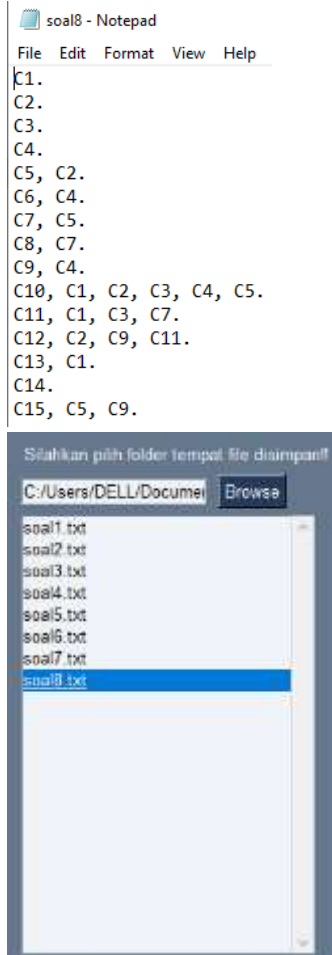 soal8 - Notepad
File Edit Format View Help
C1.
C2.
C3.
C4.
C5, C2.
C6, C4.
C7, C5.
C8, C7.
C9, C4.
C10, C1, C2, C3, C4, C5.
C11, C1, C3, C7.
C12, C2, C9, C11.
C13, C1.
C14.
C15, C5, C9.
Silahkan pilih folder tempat file disimpan!!
C:/Users/DELL/Documei Browse
soal1.txt
soal2.txt
soal3.txt
soal4.txt
soal5.txt
soal6.txt
soal7.txt
soal8.txt